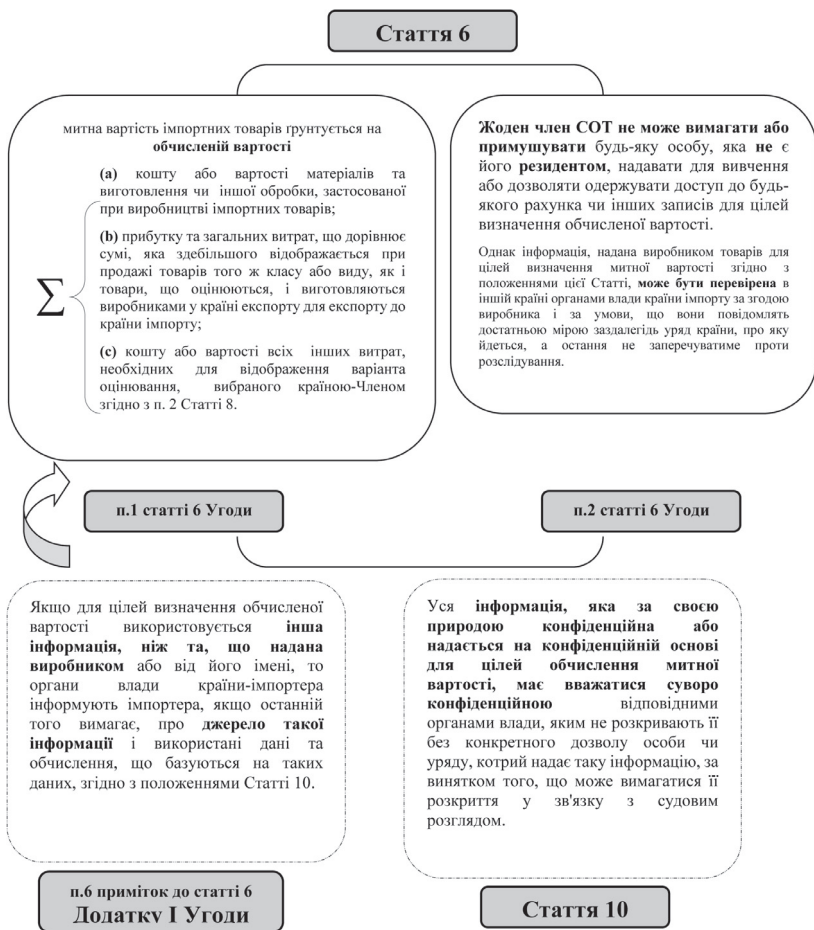 Стаття 6
митна вартість імпортних товарів ґрунтується на
обчисленій вартості
(a) кошту або вартості матеріалів та
виготовлення чи іншої обробки, застосованої
при виробництві імпортних товарів;
(b) прибутку та загальних витрат, що дорівнює
сумі, яка здебільшого відображається при
продажі товарів того ж класу або виду, як і
товари, що оцінюються, і виготовляються
виробниками у країні експорту для експорту до
країни імпорту;
∑
(c) кошту або вартості всіх інших витрат,
необхідних для відображення варіанта
оцінювання, вибраного країною-Членом
згідно з п. 2 Статті 8.
Жоден член СОТ не може вимагати або
примушувати будь-яку особу, яка не є
його резидентом, надавати для вивчення
або дозволяти одержувати доступ до будь-
якого рахунка чи інших записів для цілей
визначення обчисленої вартості.
Однак інформація, надана виробником товарів для
цілей визначення митної вартості згідно з
положеннями цієї Статті, може бути перевірена в
іншій країні органами влади країни імпорту за згодою
виробника і за умови, що вони повідомлять
достатньою мірою заздалегідь уряд країни, про яку
йдеться, а остання не заперечуватиме проти
розслідування.
п.1 статті 6 Угоди
п.2 статті 6 Угоди
Якщо для цілей визначення обчисленої
вартості використовується інша
інформація, ніж та, що надана
виробником або від його імені, то
органи влади країни-імпортера
інформують імпортера, якщо останній
того вимагає, про джерело такої
інформації і використані дані та
обчислення, що базуються на таких
даних, згідно з положеннями Статті 10.
Уся інформація, яка за своєю
природою конфіденційна або
надається на конфіденційній основі
для цілей обчислення митної
вартості, має вважатися суворо
конфіденційною відповідними
органами влади, яким не розкривають її
без конкретного дозволу особи чи
уряду, котрий надає таку інформацію, за
винятком того, що може вимагатися її
розкриття у зв'язку з судовим
розглядом.
п.6 приміток до статті 6
Додатку I Угоди
Стаття 10